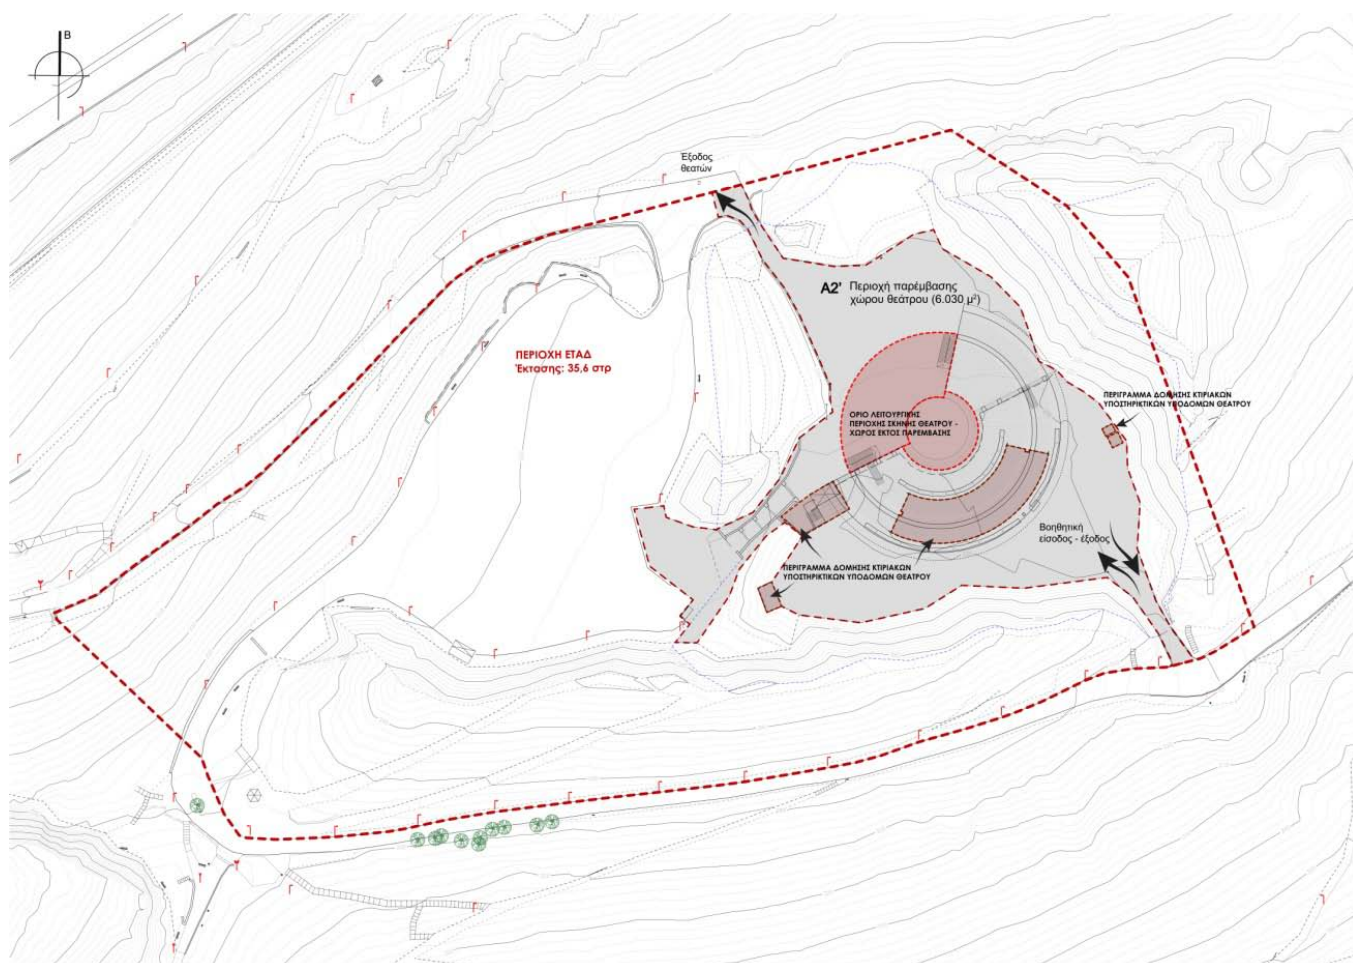 Β
Έξοδος
θεατών
Α2' Περιοχή παρέμβασης
χώρου θεάτρου (6.030 μ²)
ΠΕΡΙΟΧΗ ΕΤΑΔ
Έκτασης: 35,6 στρ
ΠΕΡΙΓΡΑΜΜΑ ΔΟΜΗΣΗΣ ΚΤΙΡΙΑΚΩΝ
ΥΠΟΣΤΗΡΙΚΤΙΚΩΝ ΥΠΟΔΟΜΩΝ ΘΕΑΤΡΟΥ
ΟΡΙΟ ΛΕΙΤΟΥΡΓΙΚΗΣ
ΠΕΡΙΟΧΗΣ ΣΚΗΝΗΣ ΘΕΑΤΡΟΥ -
ΧΩΡΟΣ ΕΚΤΟΣ ΠΑΡΕΜΒΑΣΗΣ
Βοηθητική
είσοδος - έξοδος
ΠΕΡΙΓΡΑΜΜΑ ΔΟΜΗΣΗΣ ΚΤΙΡΙΑΚΩΝ
ΥΠΟΣΤΗΡΙΚΤΙΚΩΝ ΥΠΟΔΟΜΩΝ ΘΕΑΤΡΟΥ